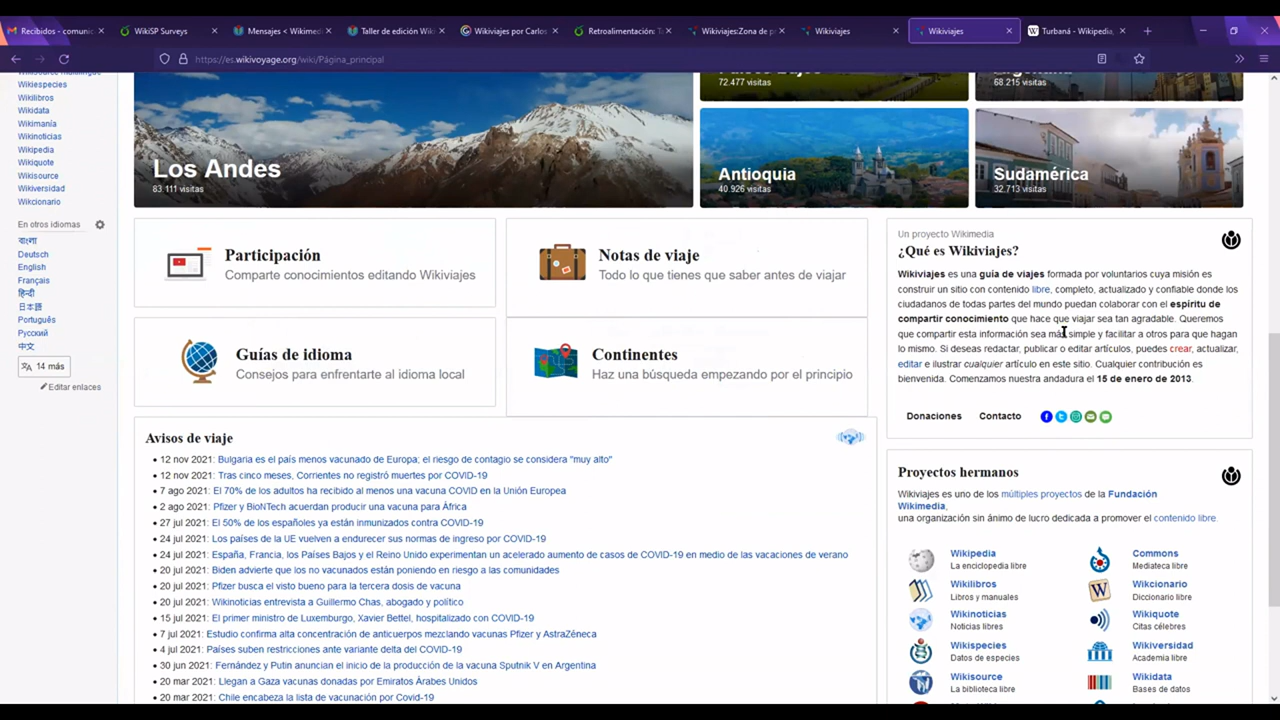 Recibidos - comunic
WikiSP Surveys
Mensajes < Wikimed
Taller de edición Wiki
Wikiviajes por Carlos
Retroalimentación: T
Wikiviajes:Zona de p
Wikiviajes
Wikiviajes
Turbaná - Wikipedia,
https://es.wikivoyage.org/wiki/Página_principal
Wikisource multilingüe
Wikiespecies
Wikilibros
Wikidata
Wikimanía
Wikinoticias
Wikipedia
Wikiquote
Wikisource
Wikiversidad
Wikcionario
En otros idiomas
বাংলা
Deutsch
English
Français
हिन्दी
日本語
Português
Русский
中文
14 más
Editar enlaces
Los Andes
83.111 visitas
Países Bajos
72.477 visitas
Argentina
68.215 visitas
Antioquia
40.926 visitas
Sudamérica
32.713 visitas
Participación
Comparte conocimientos editando Wikiviajes
Notas de viaje
Todo lo que tienes que saber antes de viajar
Guías de idioma
Consejos para enfrentarte al idioma local
Continentes
Haz una búsqueda empezando por el principio
Avisos de viaje
• 12 nov 2021: Bulgaria es el país menos vacunado de Europa; el riesgo de contagio se considera "muy alto"
• 12 nov 2021: Tras cinco meses, Corrientes no registró muertes por COVID-19
• 7 ago 2021: El 70% de los adultos ha recibido al menos una vacuna COVID en la Unión Europea
• 2 ago 2021: Pfizer y BioNTech acuerdan producir una vacuna para África
• 27 jul 2021: El 50% de los españoles ya están inmunizados contra COVID-19
• 24 jul 2021: Los países de la UE vuelven a endurecer sus normas de ingreso por COVID-19
• 24 jul 2021: España, Francia, los Países Bajos y el Reino Unido experimentan un acelerado aumento de casos de COVID-19 en medio de las vacaciones de verano
• 20 jul 2021: Biden advierte que los no vacunados están poniendo en riesgo a las comunidades
• 20 jul 2021: Pfizer busca el visto bueno para la tercera dosis de vacuna
• 20 jul 2021: Wikinoticias entrevista a Guillermo Chas, abogado y político
• 15 jul 2021: El primer ministro de Luxemburgo, Xavier Bettel, hospitalizado con COVID-19
• 7 jul 2021: Estudio confirma alta concentración de anticuerpos mezclando vacunas Pfizer y AstraZéneca
• 4 jul 2021: Países suben restricciones ante variante delta del COVID-19
• 30 jun 2021: Fernández y Putin anuncian el inicio de la producción de la vacuna Sputnik V en Argentina
• 20 mar 2021: Llegan a Gaza vacunas donadas por Emiratos Árabes Unidos
• 20 mar 2021: Chile encabeza la lista de vacunación por Covid-19
Un proyecto Wikimedia
¿Qué es Wikiviajes?
Wikiviajes es una guía de viajes formada por voluntarios cuya misión es
construir un sitio con contenido libre, completo, actualizado y confiable donde los
ciudadanos de todas partes del mundo puedan colaborar con el espíritu de
compartir conocimiento que hace que viajar sea tan agradable. Queremos
que compartir esta información sea más simple y facilitar a otros para que hagan
lo mismo. Si deseas redactar, publicar o editar artículos, puedes crear, actualizar,
editar e ilustrar cualquier artículo en este sitio. Cualquier contribución es
bienvenida. Comenzamos nuestra andadura el 15 de enero de 2013.
Donaciones
Contacto
Proyectos hermanos
Wikiviajes es uno de los múltiples proyectos de la Fundación
Wikimedia,
una organización sin ánimo de lucro dedicada a promover el contenido libre.
Wikipedia
La enciclopedia libre
Commons
Mediateca libre
Wikilibros
Libros y manuales
Wikcionario
Diccionario libre
Wikinoticias
Noticias libres
Wikiquote
Citas célebres
Wikispecies
Datos de especies
Wikiversidad
Academia libre
Wikisource
La biblioteca libre
Wikidata
Bases de datos